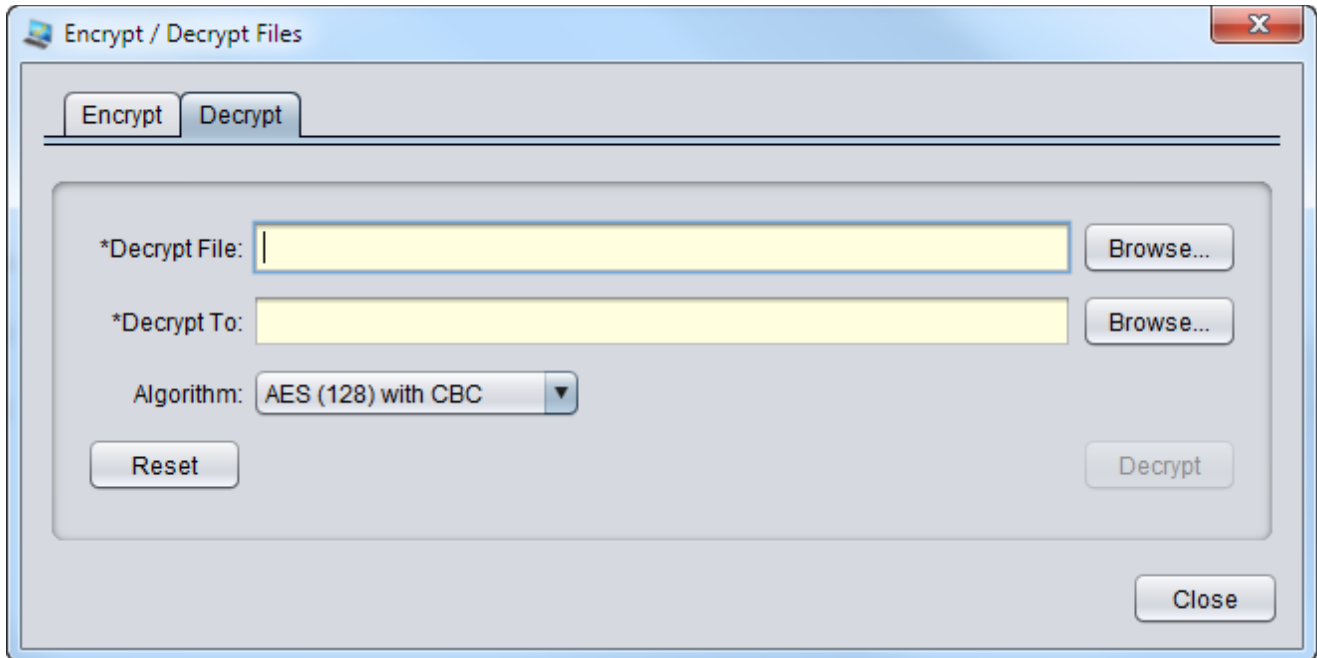 Encrypt / Decrypt Files
Encrypt Decrypt
*Decrypt File: Browse...
*Decrypt To: Browse...
Algorithm: AES (128) with CBC
Reset Decrypt
Close